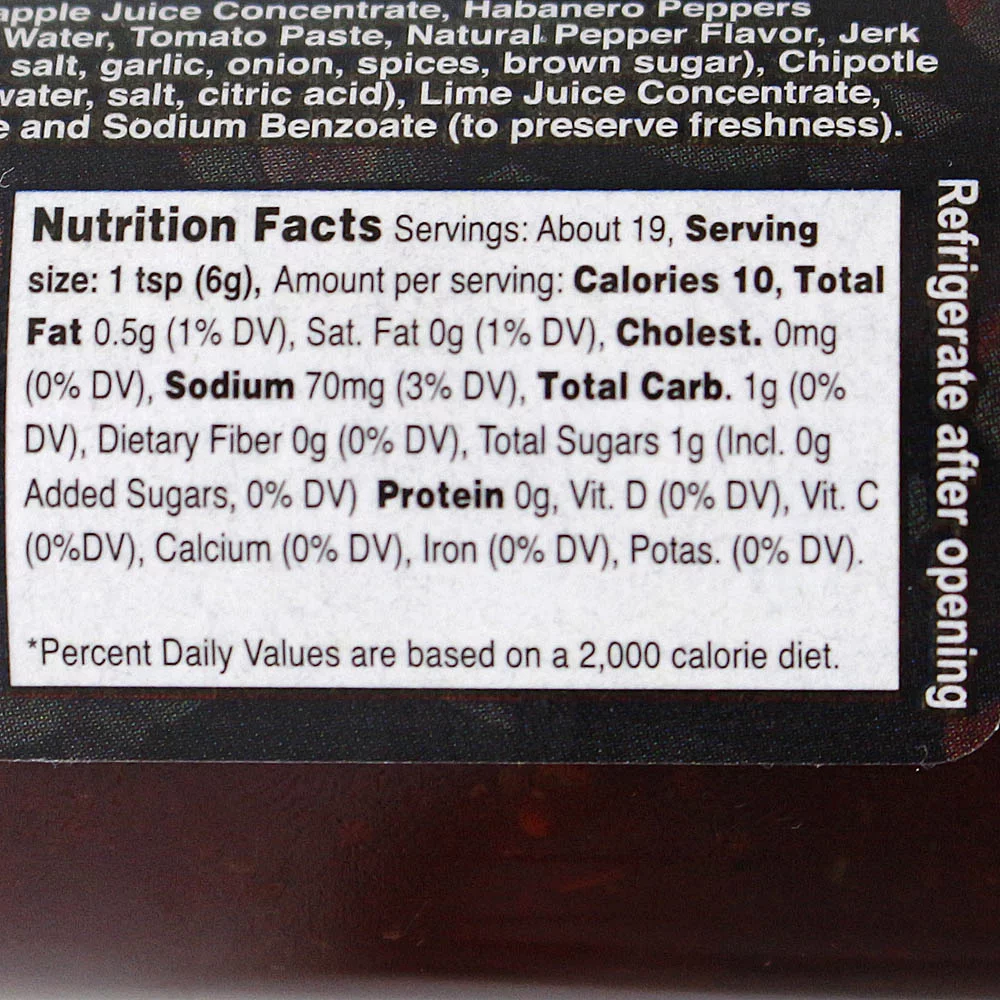 apple Juice Concentrate, Habanero Peppers
Water, Tomato Paste, Natural Pepper Flavor, Jerk
salt, garlic, onion, spices, brown sugar), Chipotle
water, salt, citric acid), Lime Juice Concentrate,
e and Sodium Benzoate (to preserve freshness).
Nutrition Facts Servings: About 19, Serving
size: 1 tsp (6g), Amount per serving: Calories 10, Total
Fat 0.5g (1% DV), Sat. Fat 0g (1% DV), Cholest. 0mg
(0% DV), Sodium 70mg (3% DV), Total Carb. 1g (0%
DV), Dietary Fiber 0g (0% DV), Total Sugars 1g (Incl. 0g
Added Sugars, 0% DV) Protein 0g, Vit. D (0% DV), Vit. C
(0%DV), Calcium (0% DV), Iron (0% DV), Potas. (0% DV).
*Percent Daily Values are based on a 2,000 calorie diet.
Refrigerate after opening